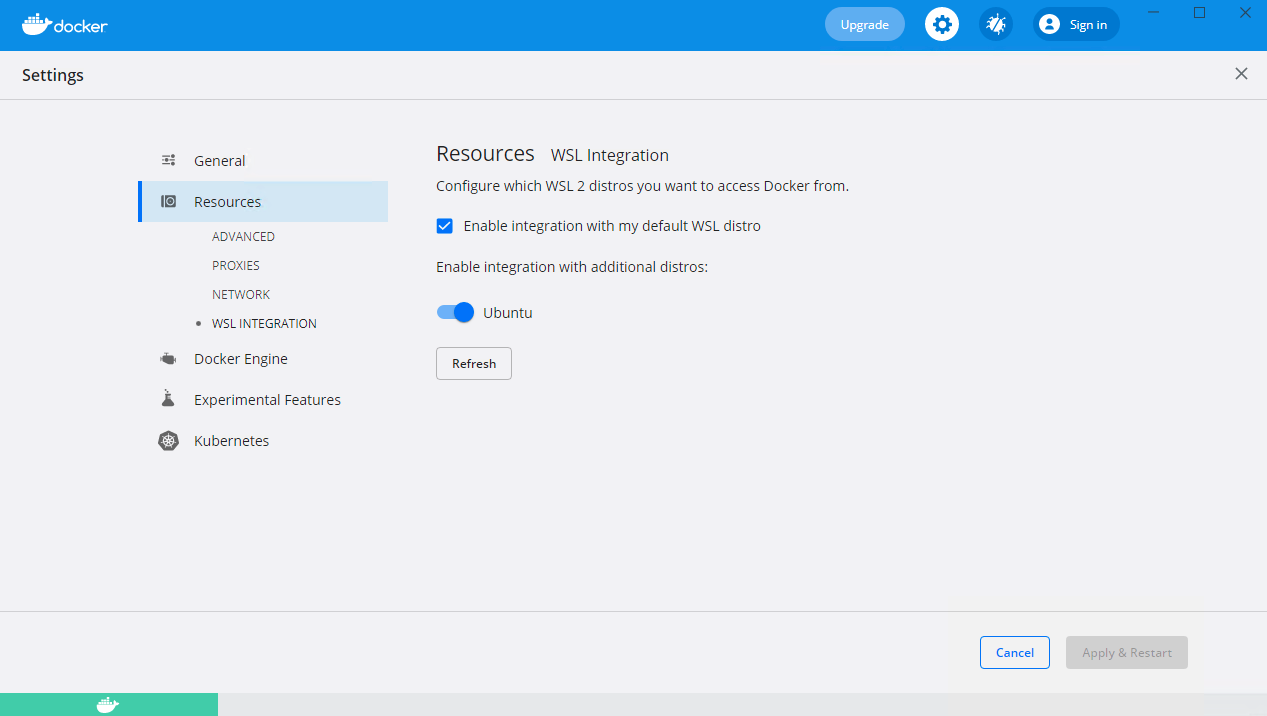 docker
Upgrade
Sign in
Settings
General
Resources
ADVANCED
PROXIES
NETWORK
WSL INTEGRATION
Docker Engine
Experimental Features
Kubernetes
Resources WSL Integration
Configure which WSL 2 distros you want to access Docker from.
Enable integration with my default WSL distro
Enable integration with additional distros:
Ubuntu
Refresh
Cancel
Apply & Restart